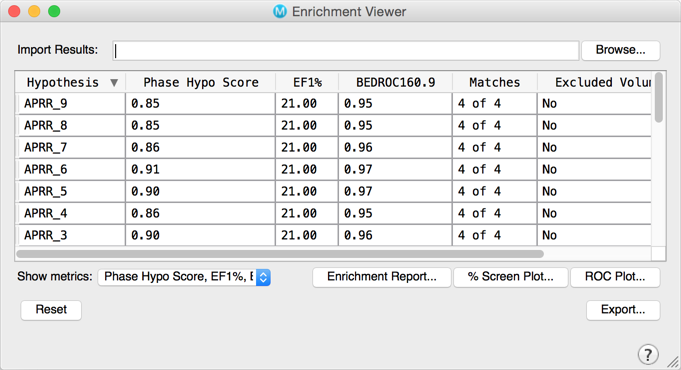 Enrichment Viewer
Import Results: Browse...
Hypothesis ▼ Phase Hypo Score EF1% BEDROC160.9 Matches Excluded Volu
APRR_9 0.85 21.00 0.95 4 of 4 No
APRR_8 0.85 21.00 0.95 4 of 4 No
APRR_7 0.86 21.00 0.96 4 of 4 No
APRR_6 0.91 21.00 0.97 4 of 4 No
APRR_5 0.90 21.00 0.97 4 of 4 No
APRR_4 0.86 21.00 0.95 4 of 4 No
APRR_3 0.90 21.00 0.96 4 of 4 No
Show metrics: Phase Hypo Score, EF1%, Enrichment Report... % Screen Plot... ROC Plot...
Reset Export...
?